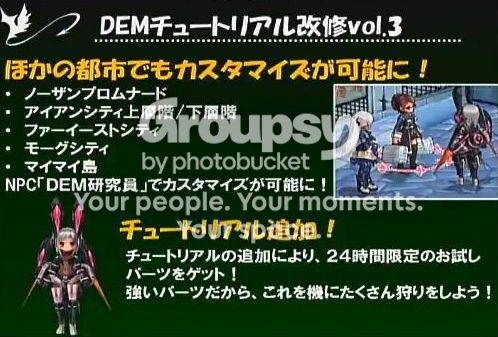 DEMチュートリアル改修vol.3
ほかの都市でもカスタマイズが可能に！
・ ノーザンプロムナード
・ アイアンシティ上層階/下層階
・ ファーイーストシティ
・ モーグシティ
・ マイマイ島
NPC「DEM研究員」でカスタマイズが可能に！
Groupsy
by photobucket
Your people. Your moments.
Your space.
チュートリアル追加！
チュートリアルの追加により、24時間限定のお試し
パーツをゲット！
強いパーツだから、これを機にたくさん狩りをしよう！